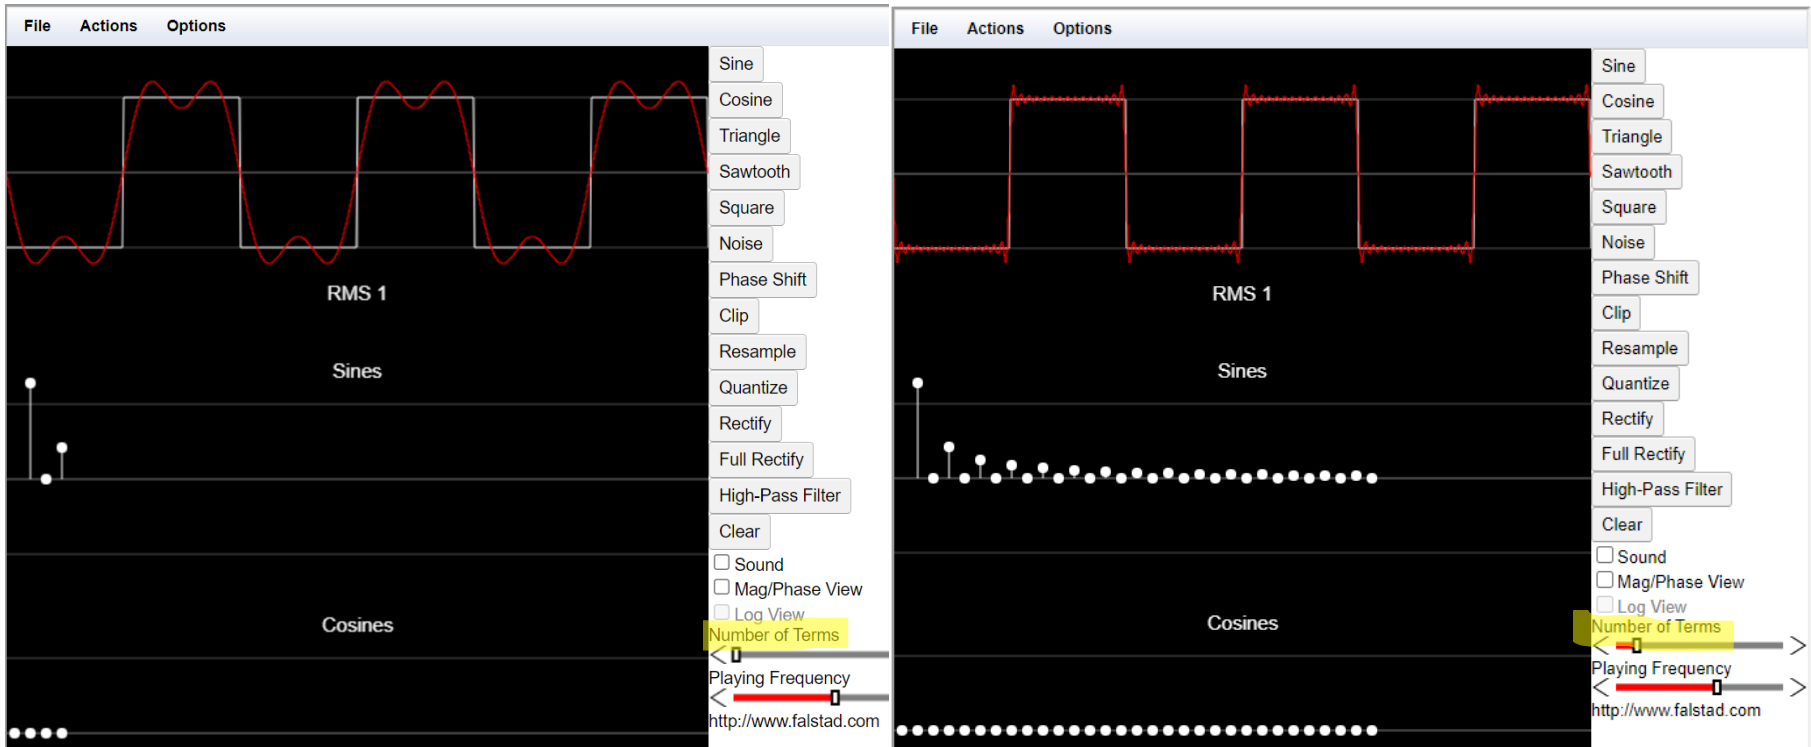 File Actions Options
RMS 1
Sines
Cosines
Sine
Cosine
Triangle
Sawtooth
Square
Noise
Phase Shift
Clip
Resample
Quantize
Rectify
Full Rectify
High-Pass Filter
Clear
Sound
Mag/Phase View
Log View
Number of Terms
Playing Frequency
http://www.falstad.com
File Actions Options
RMS 1
Sines
Cosines
Sine
Cosine
Triangle
Sawtooth
Square
Noise
Phase Shift
Clip
Resample
Quantize
Rectify
Full Rectify
High-Pass Filter
Clear
Sound
Mag/Phase View
Log View
Number of Terms
Playing Frequency
http://www.falstad.com